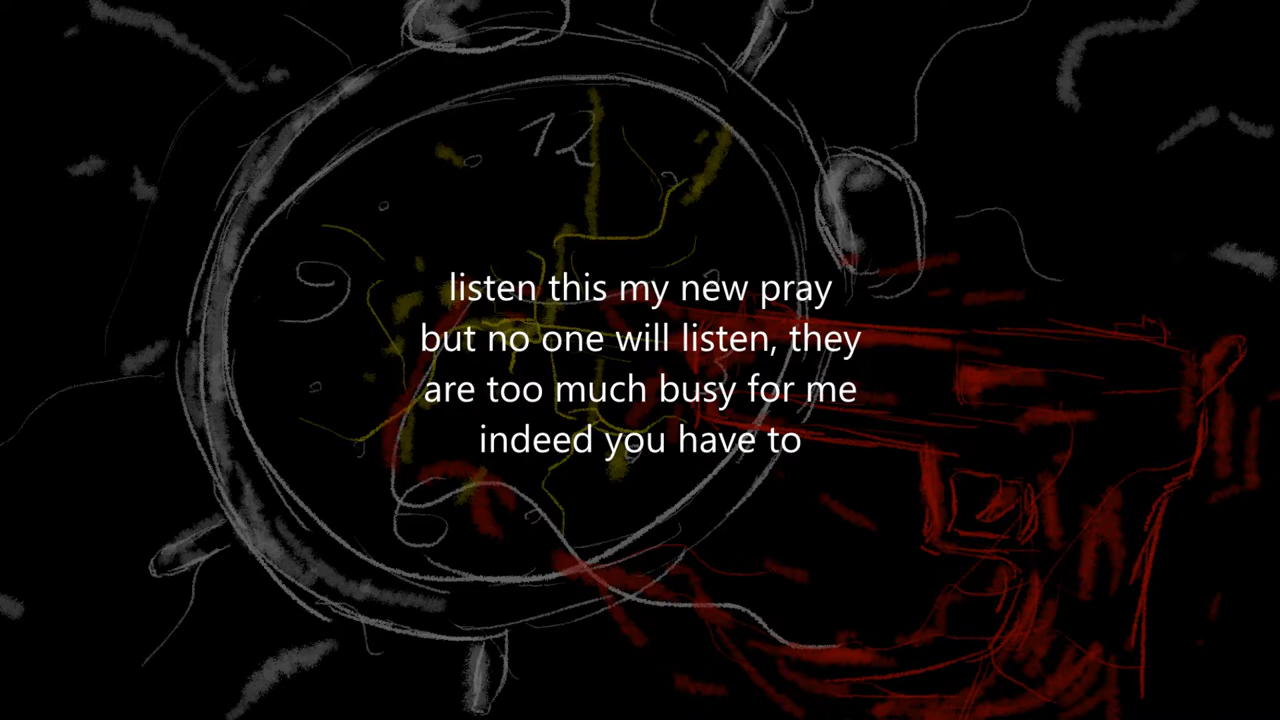 12
listen this my new pray
but no one will listen, they
are too much busy for me
indeed you have to